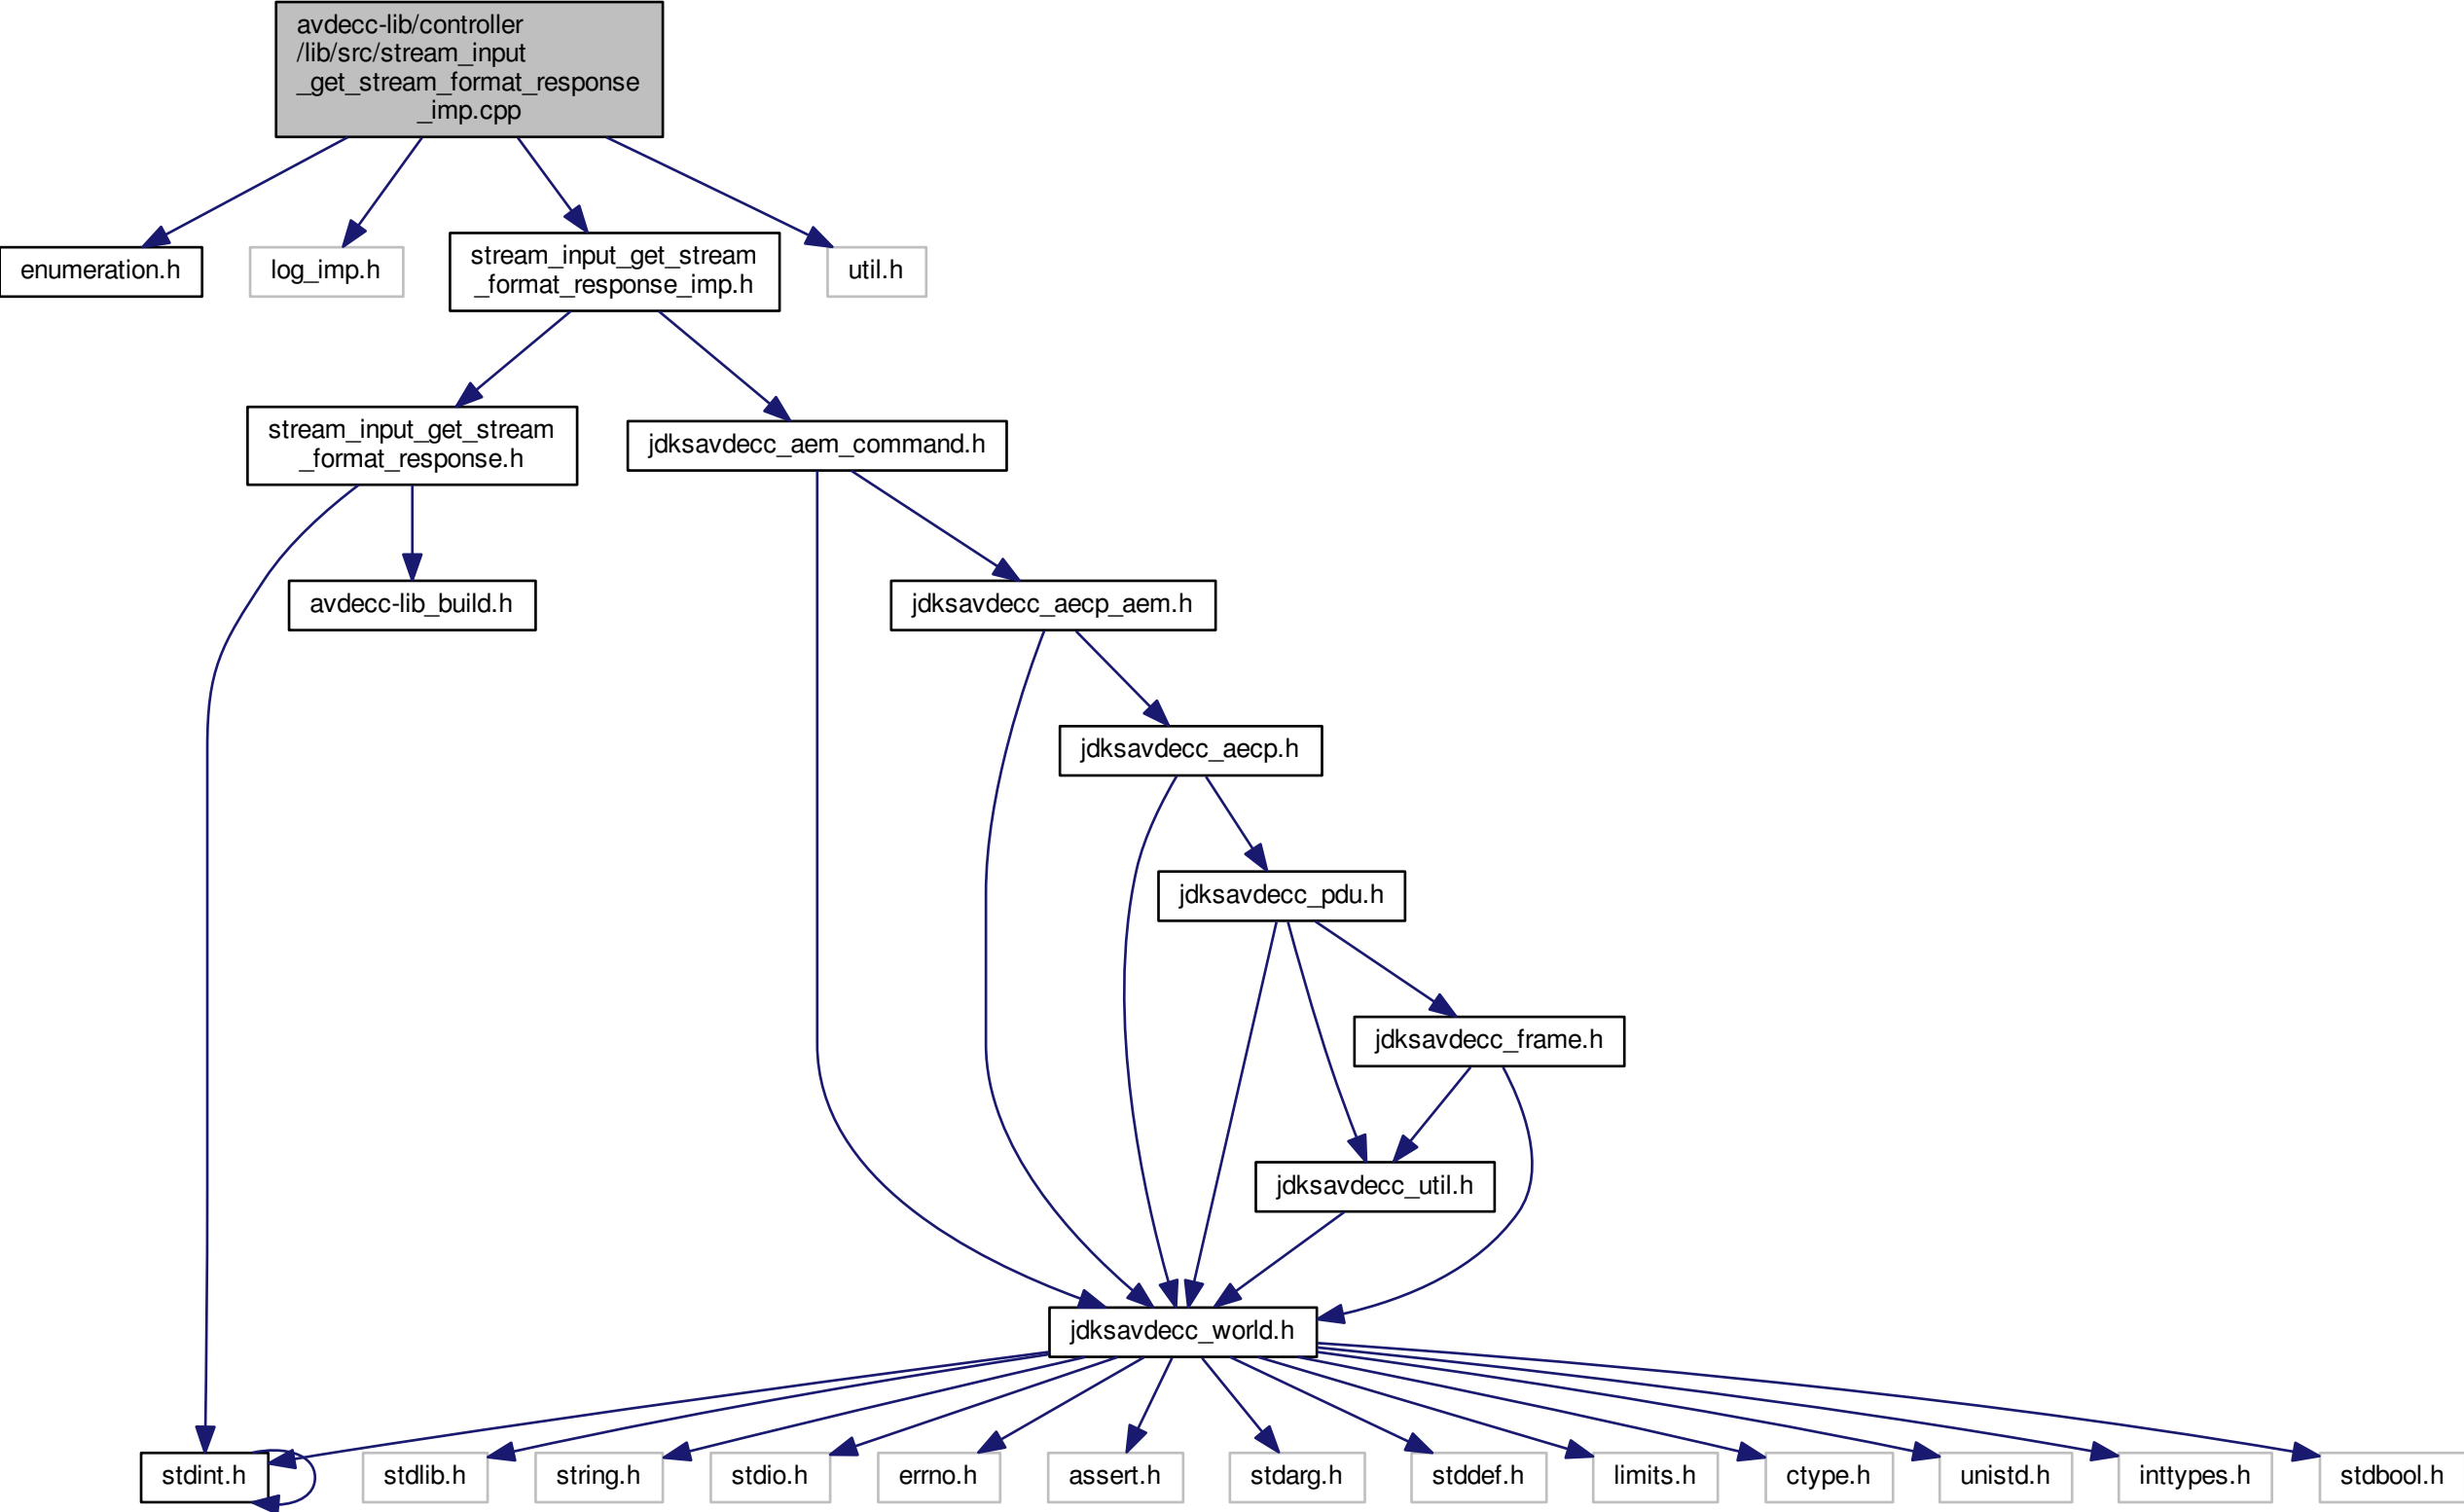 avdecc-lib/controller
/lib/src/stream_input
_get_stream_format_response
_imp.cpp
enumeration.h
log_imp.h
stream_input_get_stream
_format_response_imp.h
util.h
stream_input_get_stream
_format_response.h
jdksavdecc_aem_command.h
avdecc-lib_build.h
jdksavdecc_aecp_aem.h
jdksavdecc_aecp.h
jdksavdecc_pdu.h
jdksavdecc_frame.h
jdksavdecc_util.h
jdksavdecc_world.h
stdint.h
stdlib.h
string.h
stdio.h
errno.h
assert.h
stdarg.h
stddef.h
limits.h
ctype.h
unistd.h
inttypes.h
stdbool.h